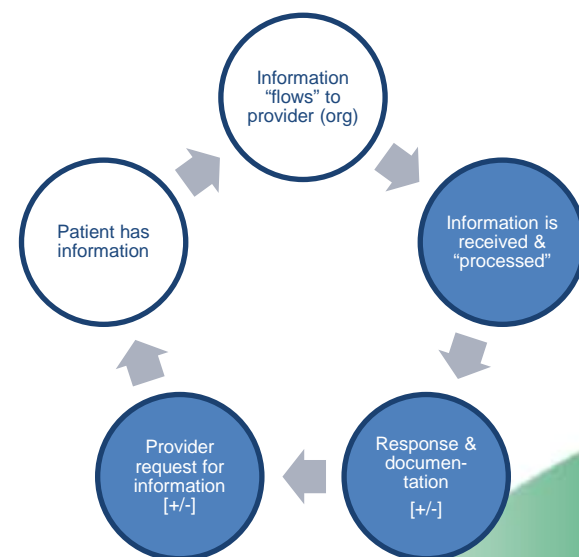 Information
“flows” to
provider (org)
Information is
received &
“processed”
Response &
documen-
tation
[+/-]
Provider
request for
information
[+/-]
Patient has
information